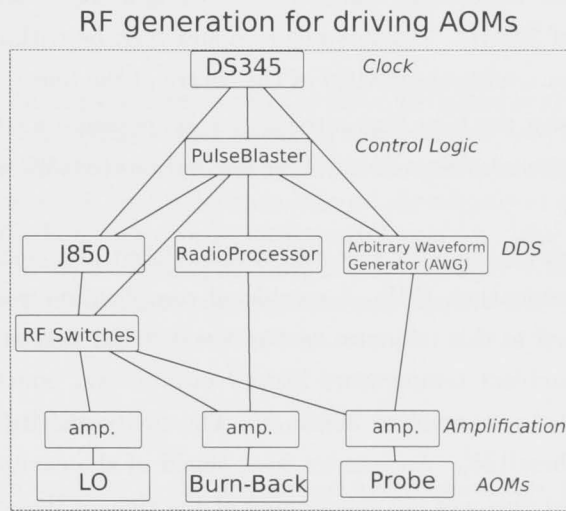 RF generation for driving AOMs
DS345
Clock
Control Logic
PulseBlaster
J850
RadioProcessor
Arbitrary Waveform
Generator (AWG)
DDS
RF Switches
amp.
amp.
amp.
Amplification
LO
Burn-Back
Probe
AOMs